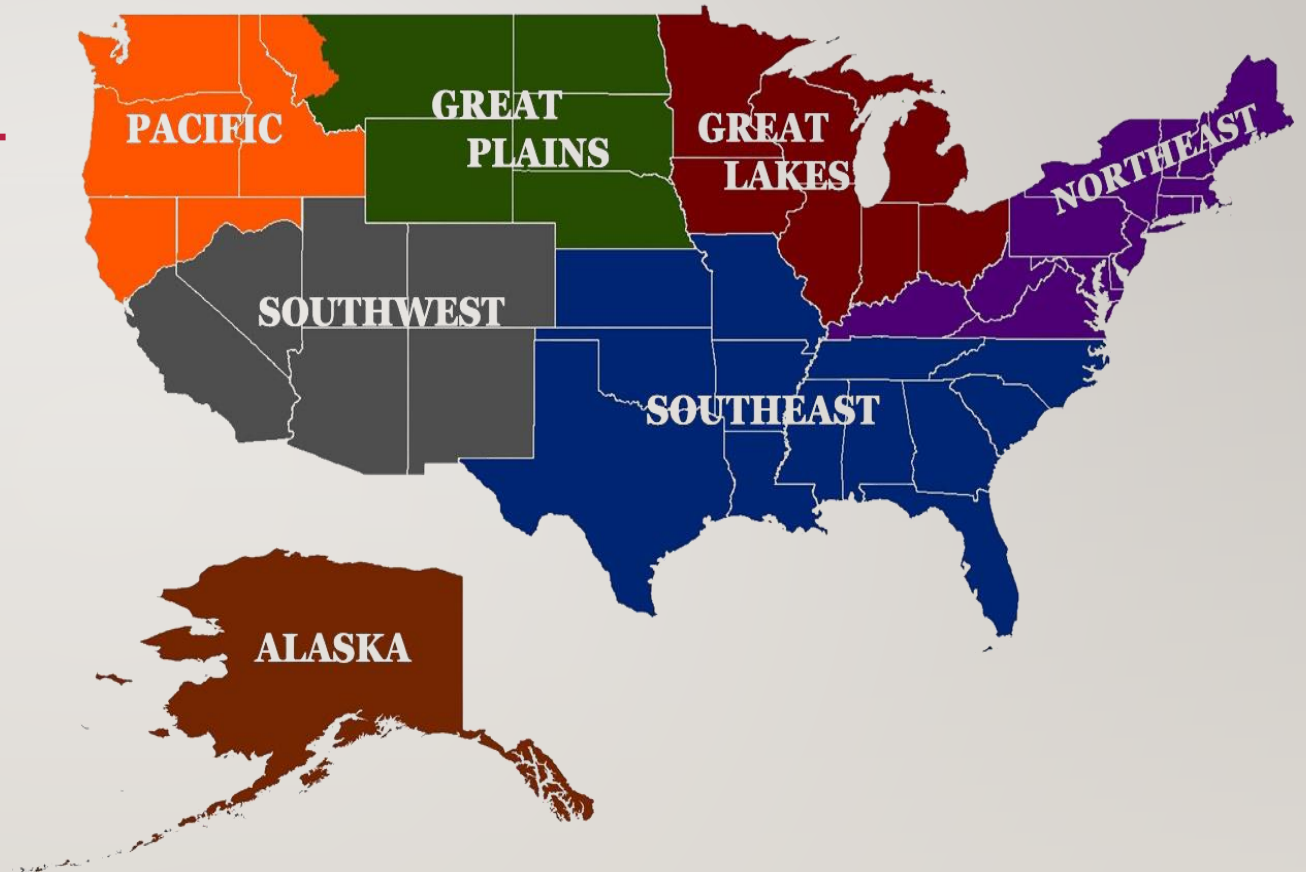 PACIFIC
GREAT
PLAINS
GREAT
LAKES
NORTHEAST
SOUTHWEST
SOUTHEAST
ALASKA